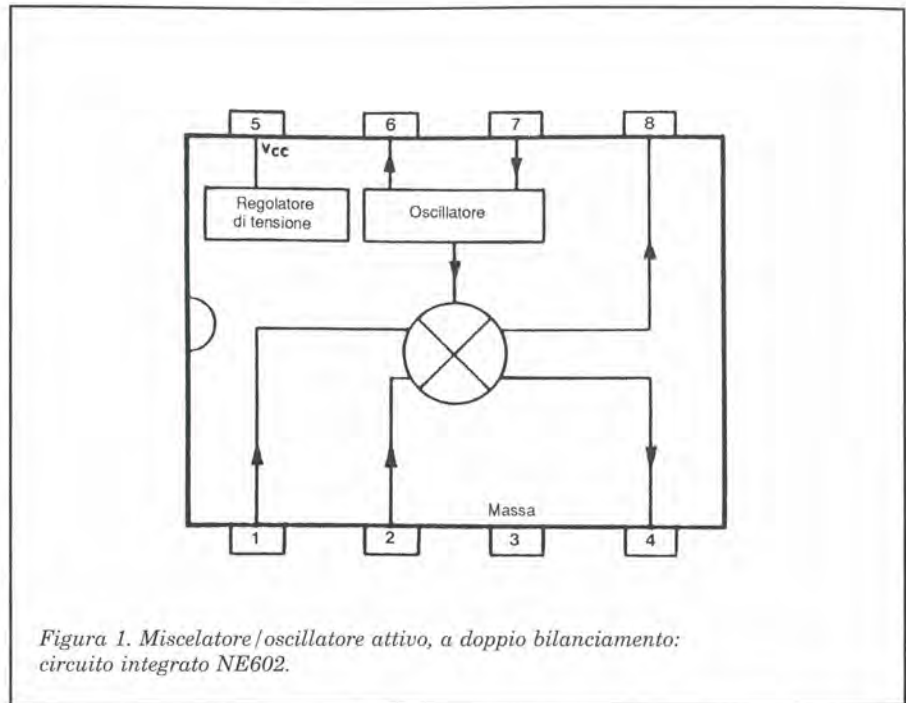 5 6 7 8
Vcc
Regolatore
di tensione
Oscillatore
Massa
1 2 3 4
Figura 1. Miscelatore/oscillatore attivo, a doppio bilanciamento:
circuito integrato NE602.